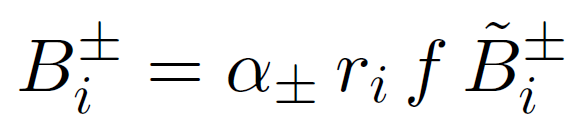 $B_i^{\pm} = \alpha_{\pm} \, r_i \, f \, \tilde{B}_i^{\pm}$